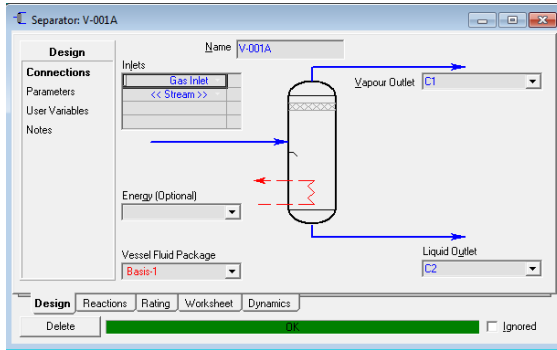 Separator: V-001A
Design
Connections
Parameters
User Variables
Notes
Name V-001A
Inlets
Gas Inlet
<< Stream >>
Vapour Outlet C1
Energy (Optional)
Vessel Fluid Package
Basis-1
Liquid Outlet
C2
Design Reactions Rating Worksheet Dynamics
Delete OK Ignored